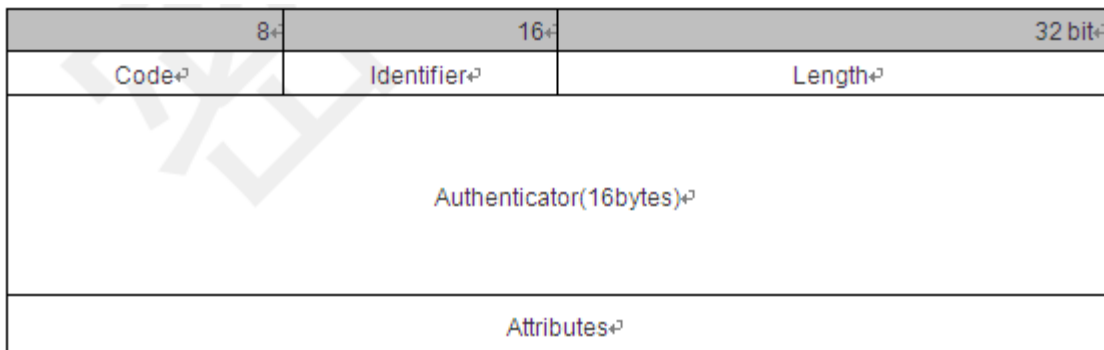 8 16 32 bit
Code Identifier Length
Authenticator(16bytes)
Attributes